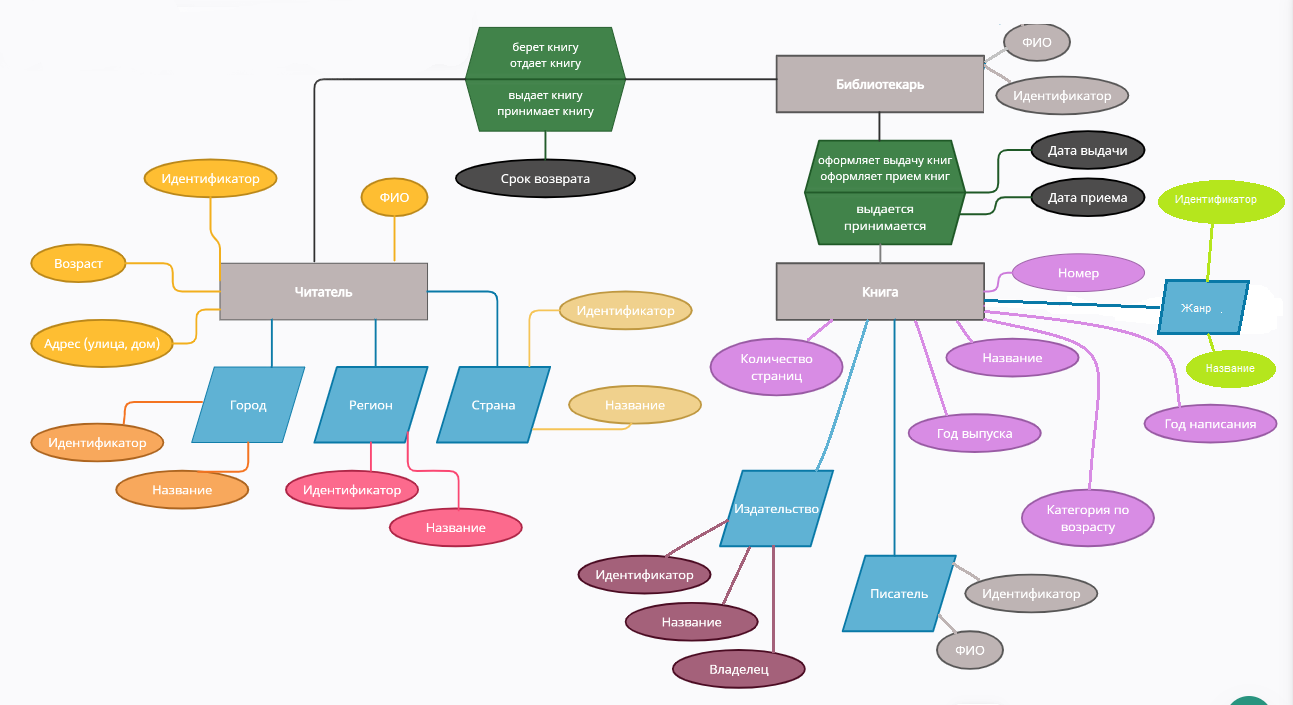 берет книгу
отдает книгу
выдает книгу
принимает книгу
Срок возврата
Библиотекарь
ФИО
Идентификатор
оформляет выдачу книг
оформляет прием книг
выдается
принимается
Дата выдачи
Дата приема
Идентификатор
ФИО
Возраст
Адрес (улица, дом)
Читатель
Город
Идентификатор
Название
Регион
Идентификатор
Название
Страна
Идентификатор
Название
Книга
Номер
Количество
страниц
Название
Год выпуска
Категория по
возрасту
Год написания
Жанр
Идентификатор
Название
Издательство
Идентификатор
Название
Владелец
Писатель
Идентификатор
ФИО